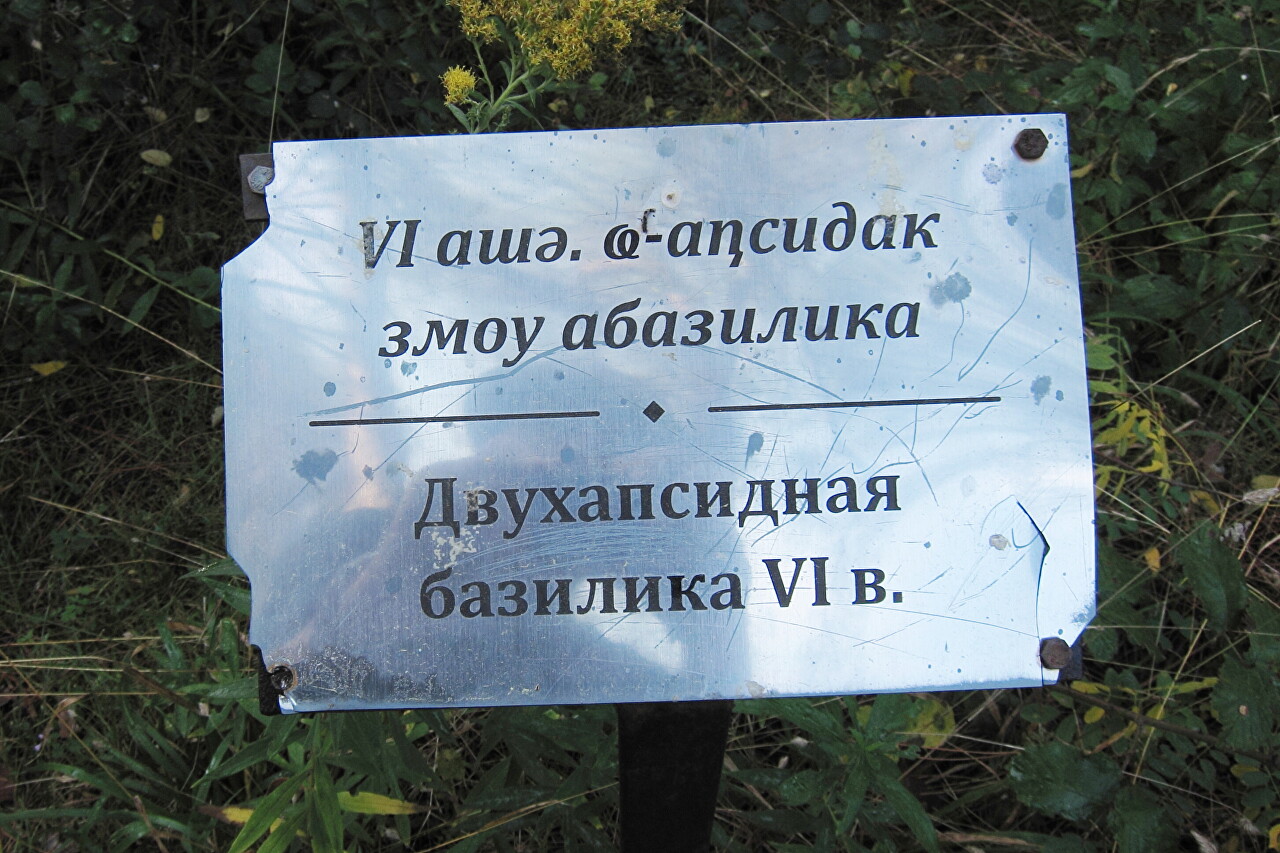 VI ашә. ҩ-аԥсидак
змоу абазилика
Двухапсидная
базилика VI в.